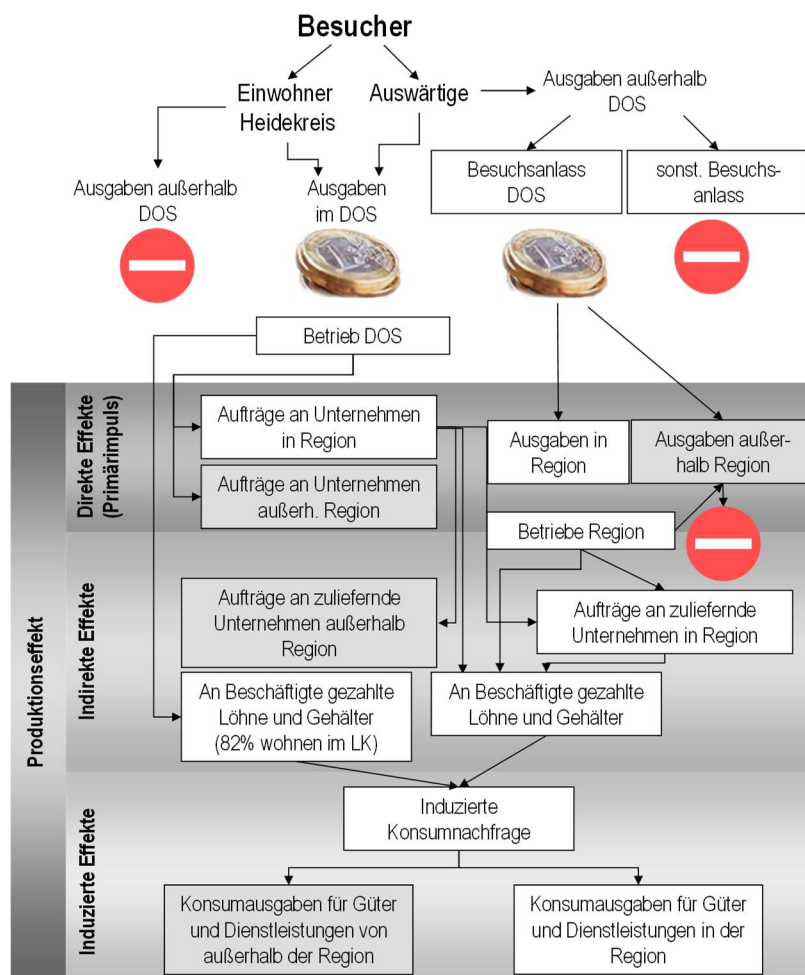 Besucher
Einwohner
Heidekreis
Auswärtige
Ausgaben außerhalb
DOS
Ausgaben außerhalb
DOS
Ausgaben
im DOS
Besuchsanlass
DOS
sonst. Besuchs-
anlass
Betrieb DOS
Produktionseffekt
Direkte Effekte
(Primärimpuls)
Aufträge an Unternehmen
in Region
Aufträge an Unternehmen
außerh. Region
Ausgaben in
Region
Ausgaben außer-
halb Region
Betriebe Region
Indirekte Effekte
Aufträge an zuliefernde
Unternehmen außerhalb
Region
Aufträge an zuliefernde
Unternehmen in Region
An Beschäftigte gezahlte
Löhne und Gehälter
(82% wohnen im LK)
An Beschäftigte gezahlte
Löhne und Gehälter
Induzierte Effekte
Induzierte
Konsumnachfrage
Konsumausgaben für Güter
und Dienstleistungen von
außerhalb der Region
Konsumausgaben für Güter
und Dienstleistungen in der
Region